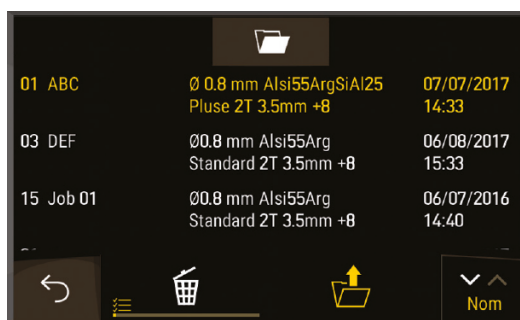 01 ABC Ø 0.8 mm Alsi55ArgSiAl25 07/07/2017
Pluse 2T 3.5mm +8 14:33
03 DEF Ø0.8 mm Alsi55Arg 06/08/2017
Standard 2T 3.5mm +8 15:33
15 Job 01 Ø0.8 mm Alsi55Arg 06/07/2016
Standard 2T 3.5mm +8 14:40
Nom